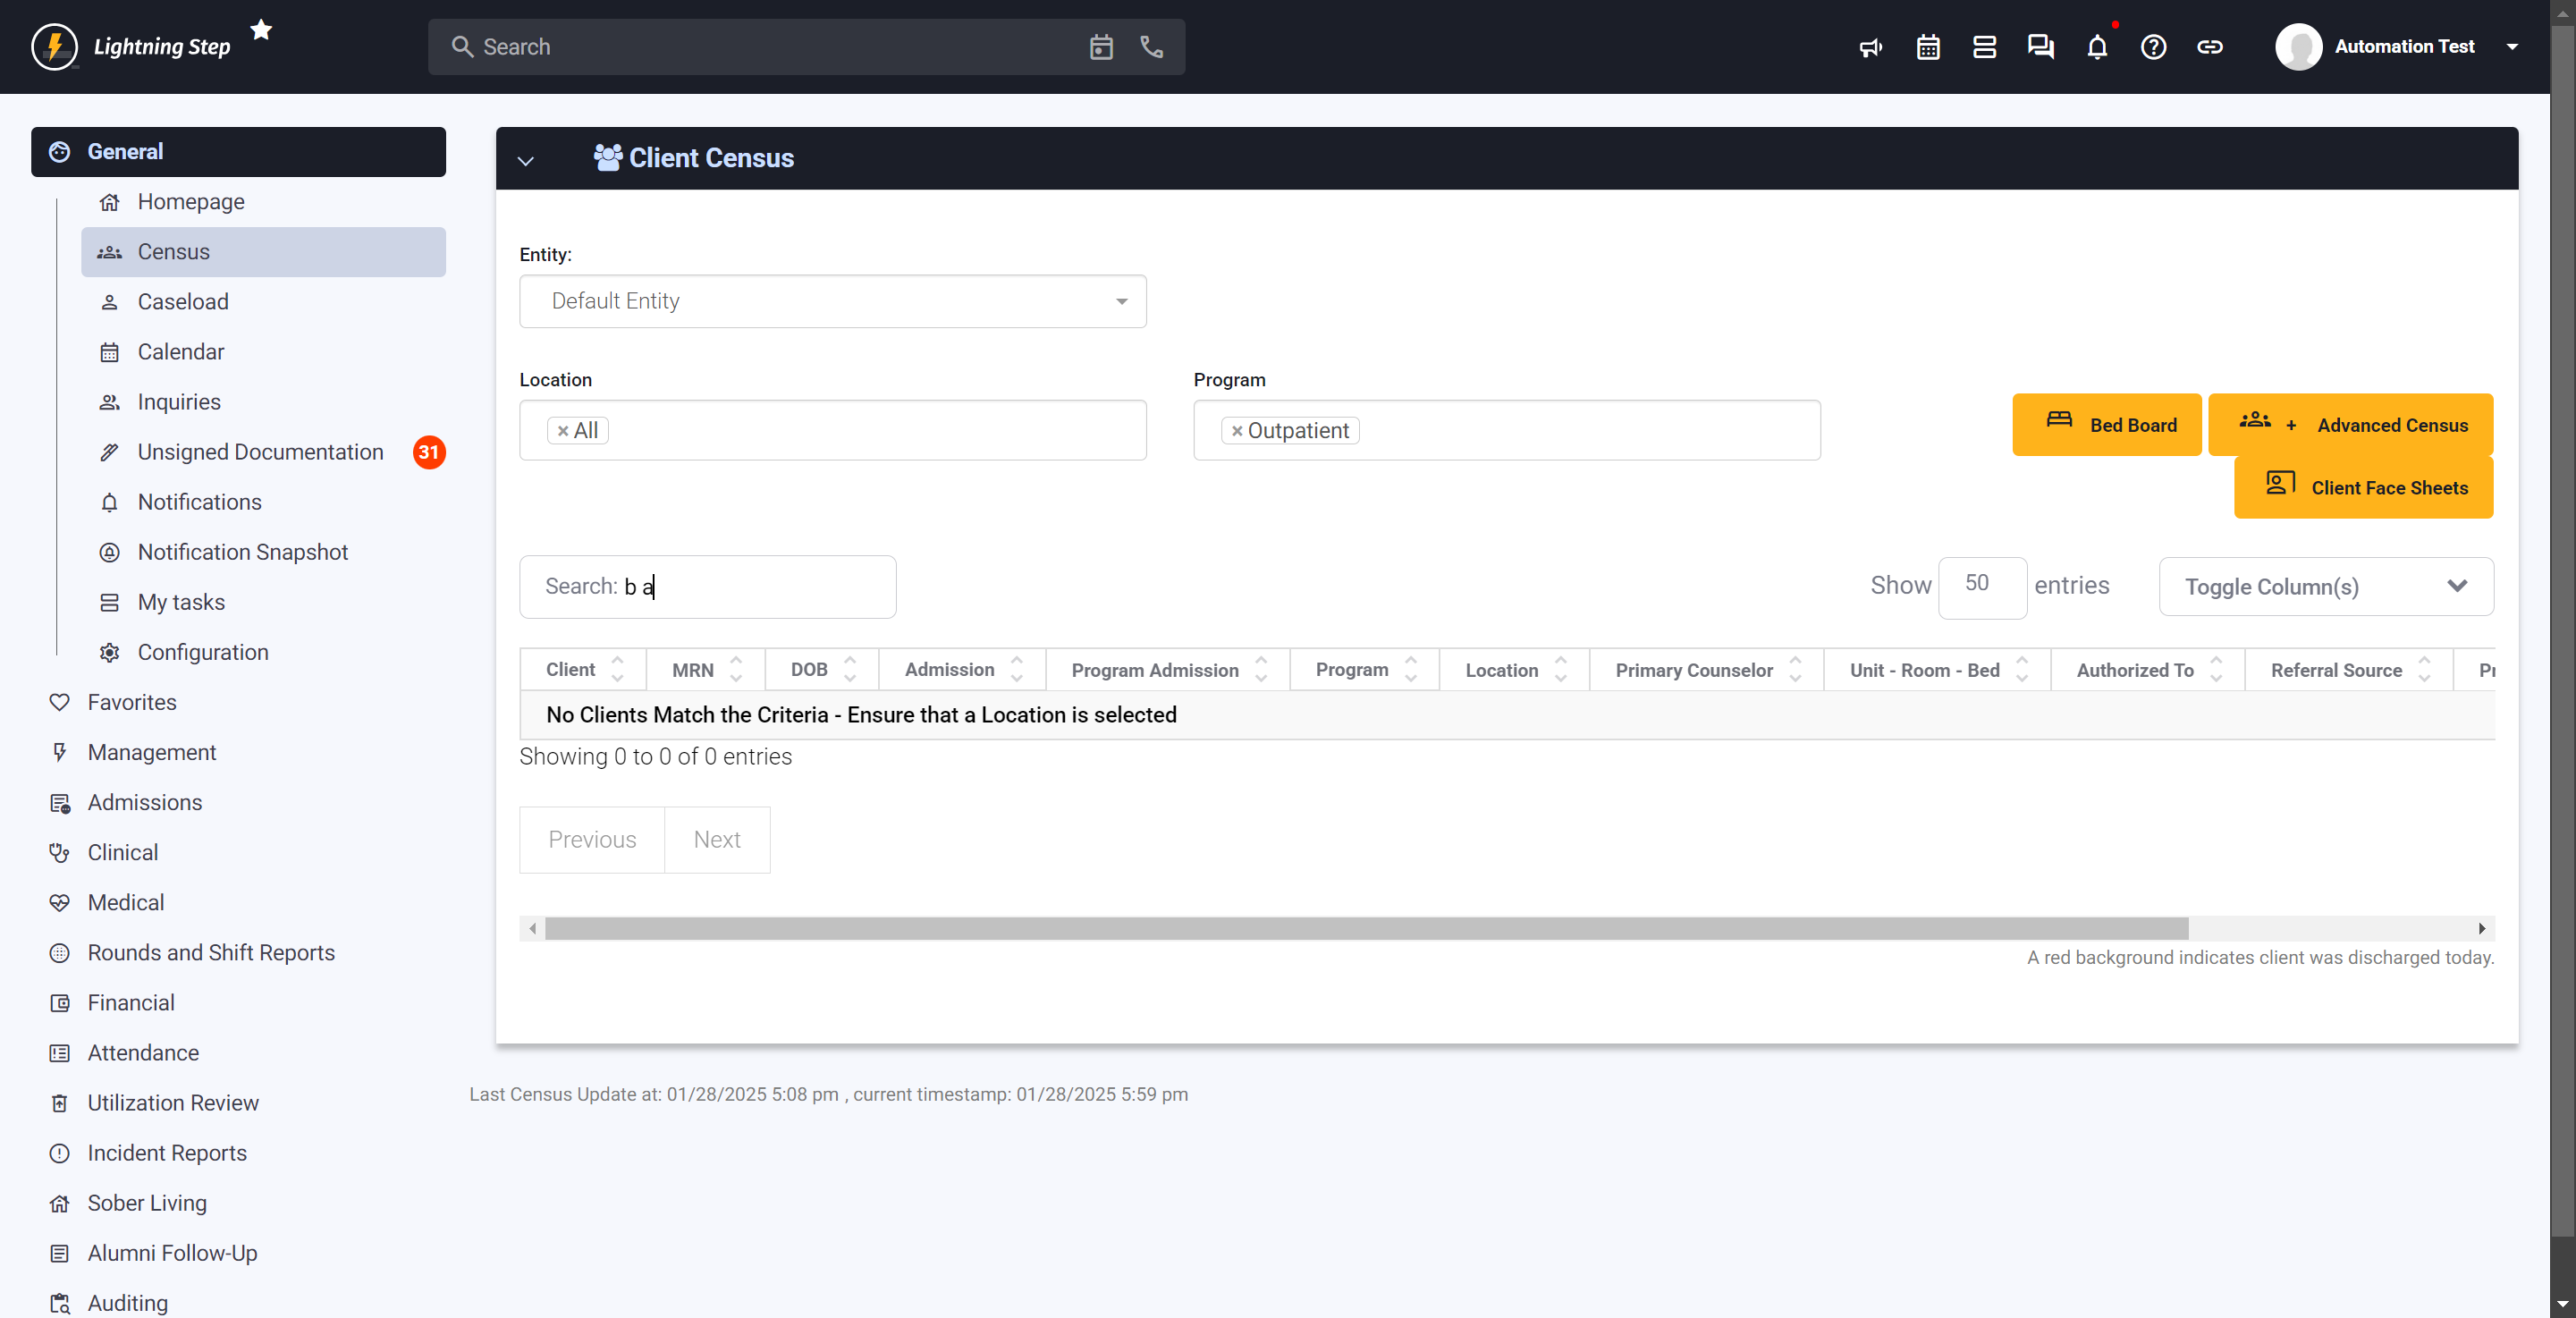 Lightning Step
Search
Automation Test
General
Homepage
Census
Caseload
Calendar
Inquiries
Unsigned Documentation 31
Notifications
Notification Snapshot
My tasks
Configuration
Favorites
Management
Admissions
Clinical
Medical
Rounds and Shift Reports
Financial
Attendance
Utilization Review
Incident Reports
Sober Living
Alumni Follow-Up
Auditing
Client Census
Entity:
Default Entity
Location
× All
Program
× Outpatient
Bed Board
+ Advanced Census
Client Face Sheets
Search: b a
Show 50 entries
Toggle Column(s)
Client MRN DOB Admission Program Admission Program Location Primary Counselor Unit - Room - Bed Authorized To Referral Source
No Clients Match the Criteria - Ensure that a Location is selected
Showing 0 to 0 of 0 entries
Previous Next
A red background indicates client was discharged today.
Last Census Update at: 01/28/2025 5:08 pm , current timestamp: 01/28/2025 5:59 pm